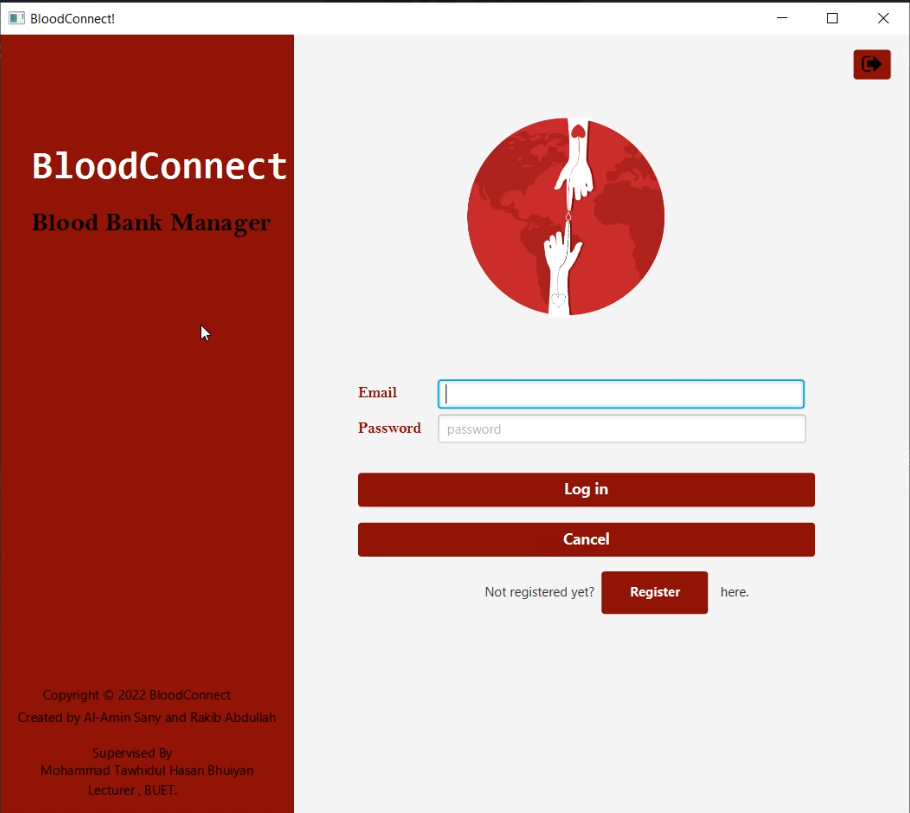 BloodConnect!
BloodConnect
Blood Bank Manager
Email
Password password
Log in
Cancel
Not registered yet? Register here.
Copyright © 2022 BloodConnect
Created by Al-Amin Sany and Rakib Abdullah
Supervised By
Mohammad Tawhidul Hasan Bhuiyan
Lecturer , BUET.